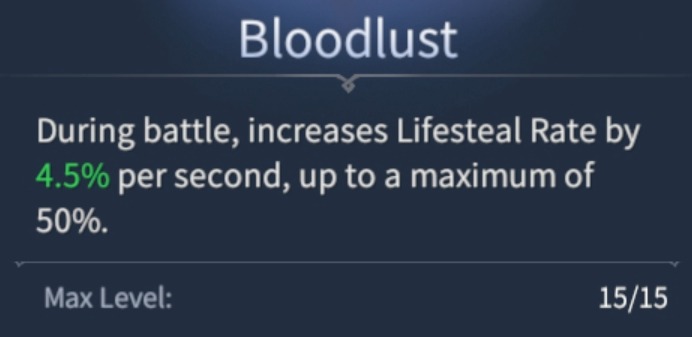 Bloodlust
During battle, increases Lifesteal Rate by
4.5% per second, up to a maximum of
50%.
Max Level: 15/15